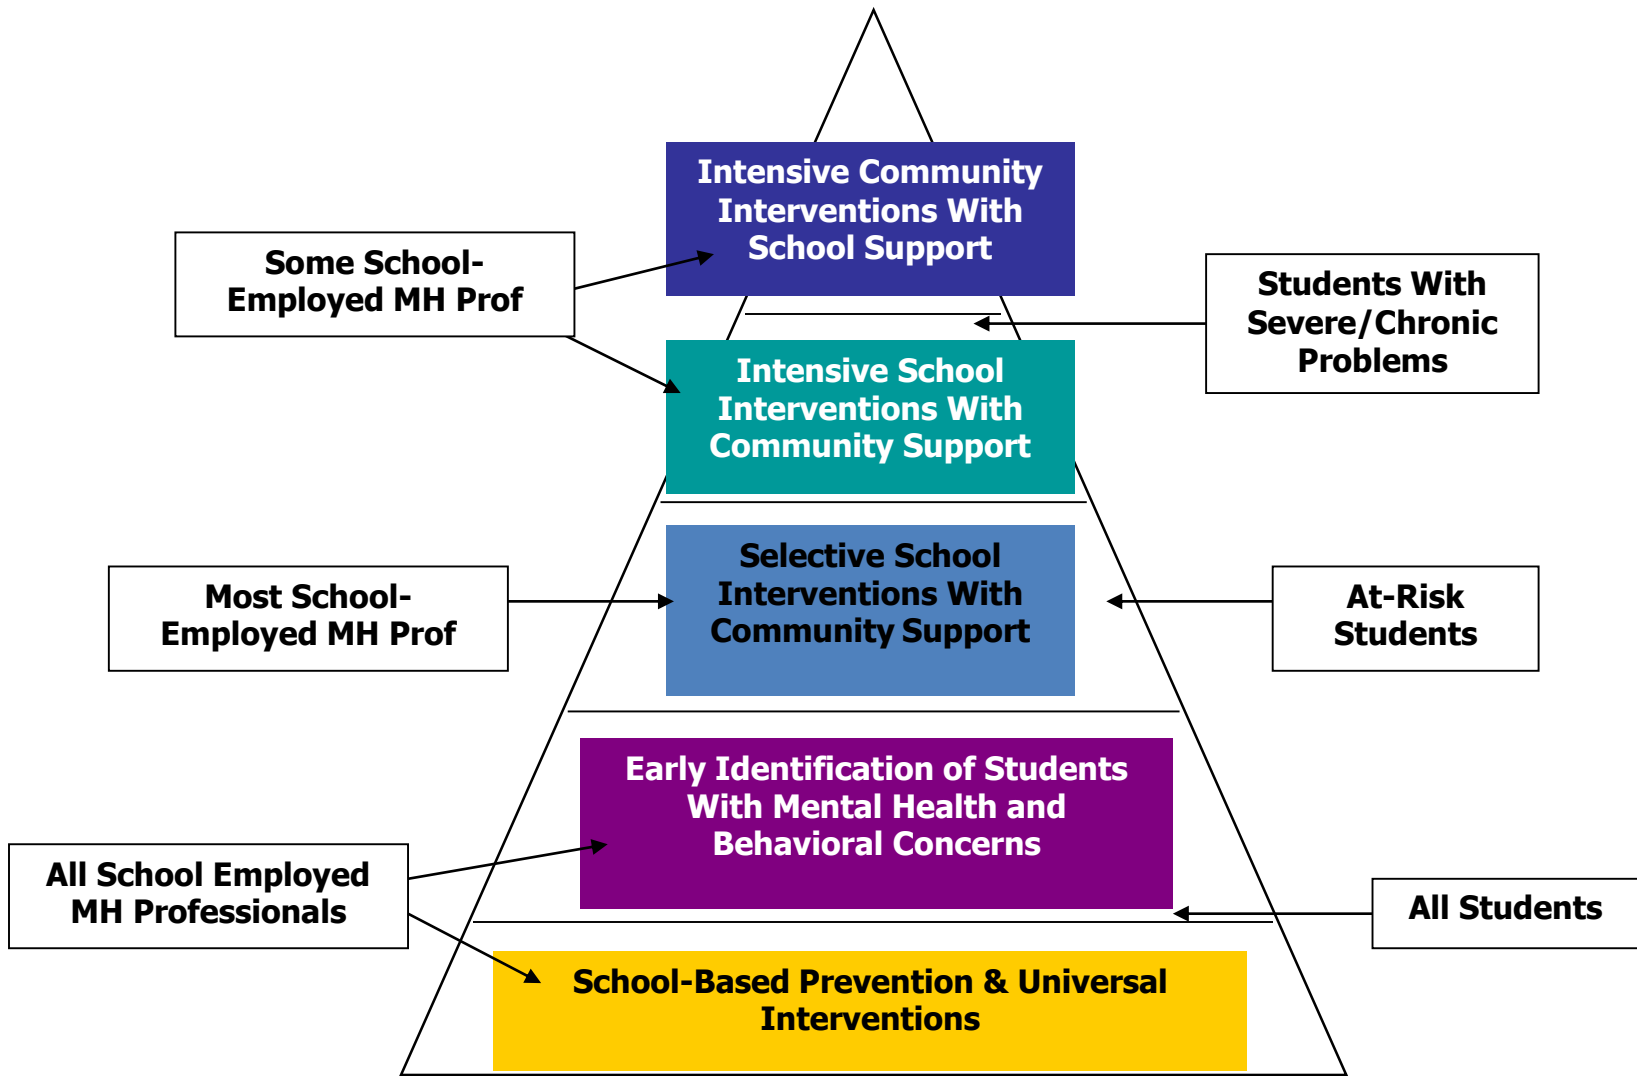 Intensive Community
Interventions With
School Support
Some School-
Employed MH Prof
Students With
Severe/Chronic
Problems
Intensive School
Interventions With
Community Support
Selective School
Interventions With
Community Support
Most School-
Employed MH Prof
At-Risk
Students
Early Identification of Students
With Mental Health and
Behavioral Concerns
All School Employed
MH Professionals
All Students
School-Based Prevention & Universal
Interventions